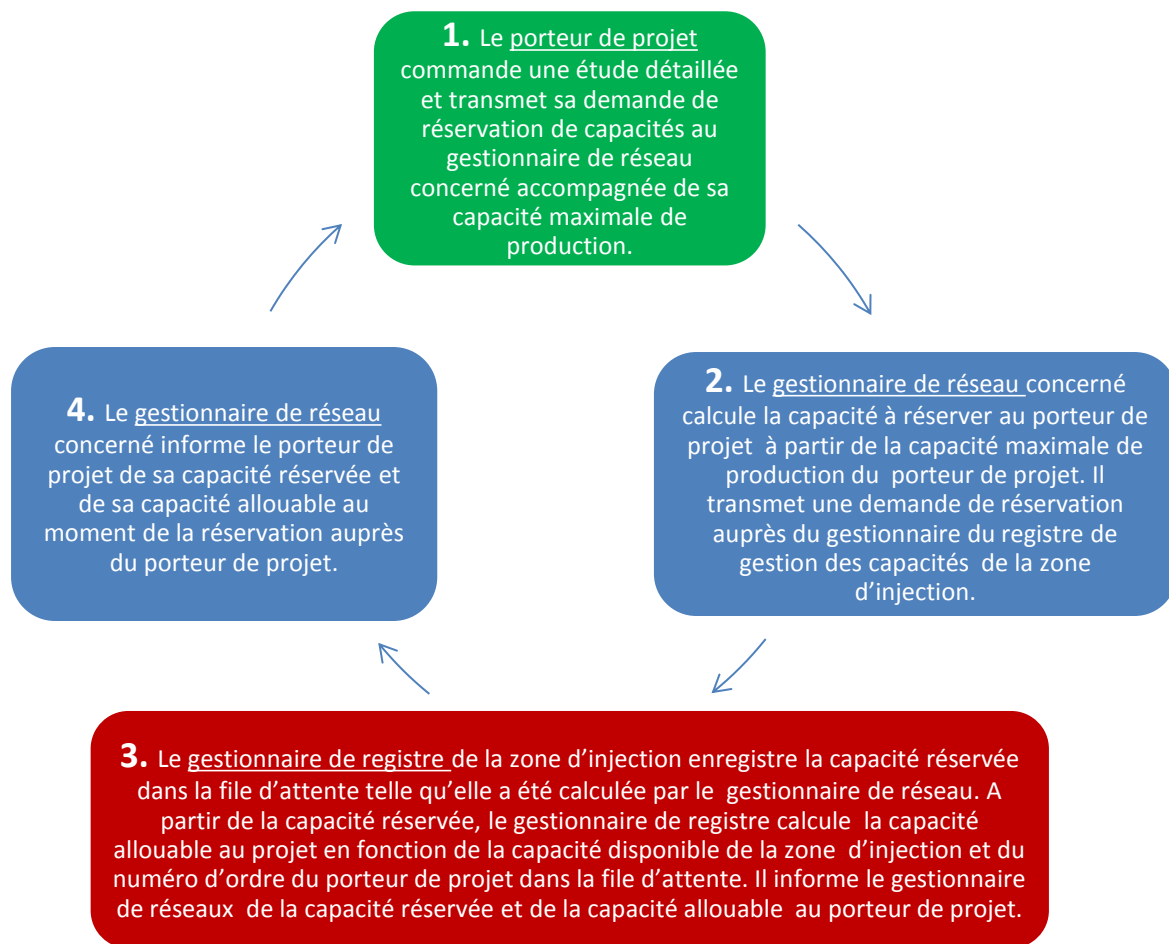 1. Le porteur de projet
commande une étude détaillée
et transmet sa demande de
réservation de capacités au
gestionnaire de réseau
concerné accompagnée de sa
capacité maximale de
production.
2. Le gestionnaire de réseau concerné
calcule la capacité à réserver au porteur de
projet à partir de la capacité maximale de
production du porteur de projet. Il
transmet une demande de réservation
auprès du gestionnaire du registre de
gestion des capacités de la zone
d’injection.
3. Le gestionnaire de registre de la zone d’injection enregistre la capacité réservée
dans la file d’attente telle qu’elle a été calculée par le gestionnaire de réseau. A
partir de la capacité réservée, le gestionnaire de registre calcule la capacité
allouable au projet en fonction de la capacité disponible de la zone d’injection et du
numéro d’ordre du porteur de projet dans la file d’attente. Il informe le gestionnaire
de réseaux de la capacité réservée et de la capacité allouable au porteur de projet.
4. Le gestionnaire de réseau
concerné informe le porteur de
projet de sa capacité réservée et
de sa capacité allouable au
moment de la réservation auprès
du porteur de projet.